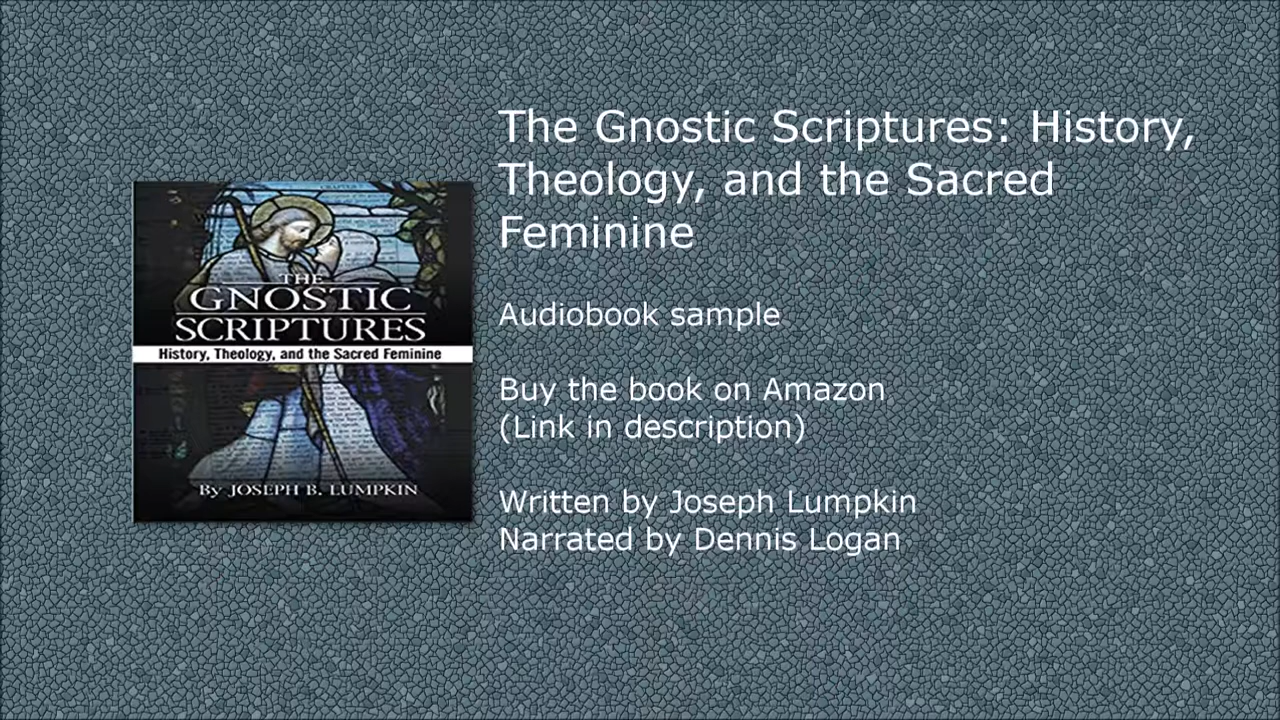 THE
GNOSTIC
SCRIPTURES
History, Theology, and the Sacred Feminine
By JOSEPH B. LUMPKIN
The Gnostic Scriptures: History,
Theology, and the Sacred
Feminine
Audiobook sample
Buy the book on Amazon
(Link in description)
Written by Joseph Lumpkin
Narrated by Dennis Logan